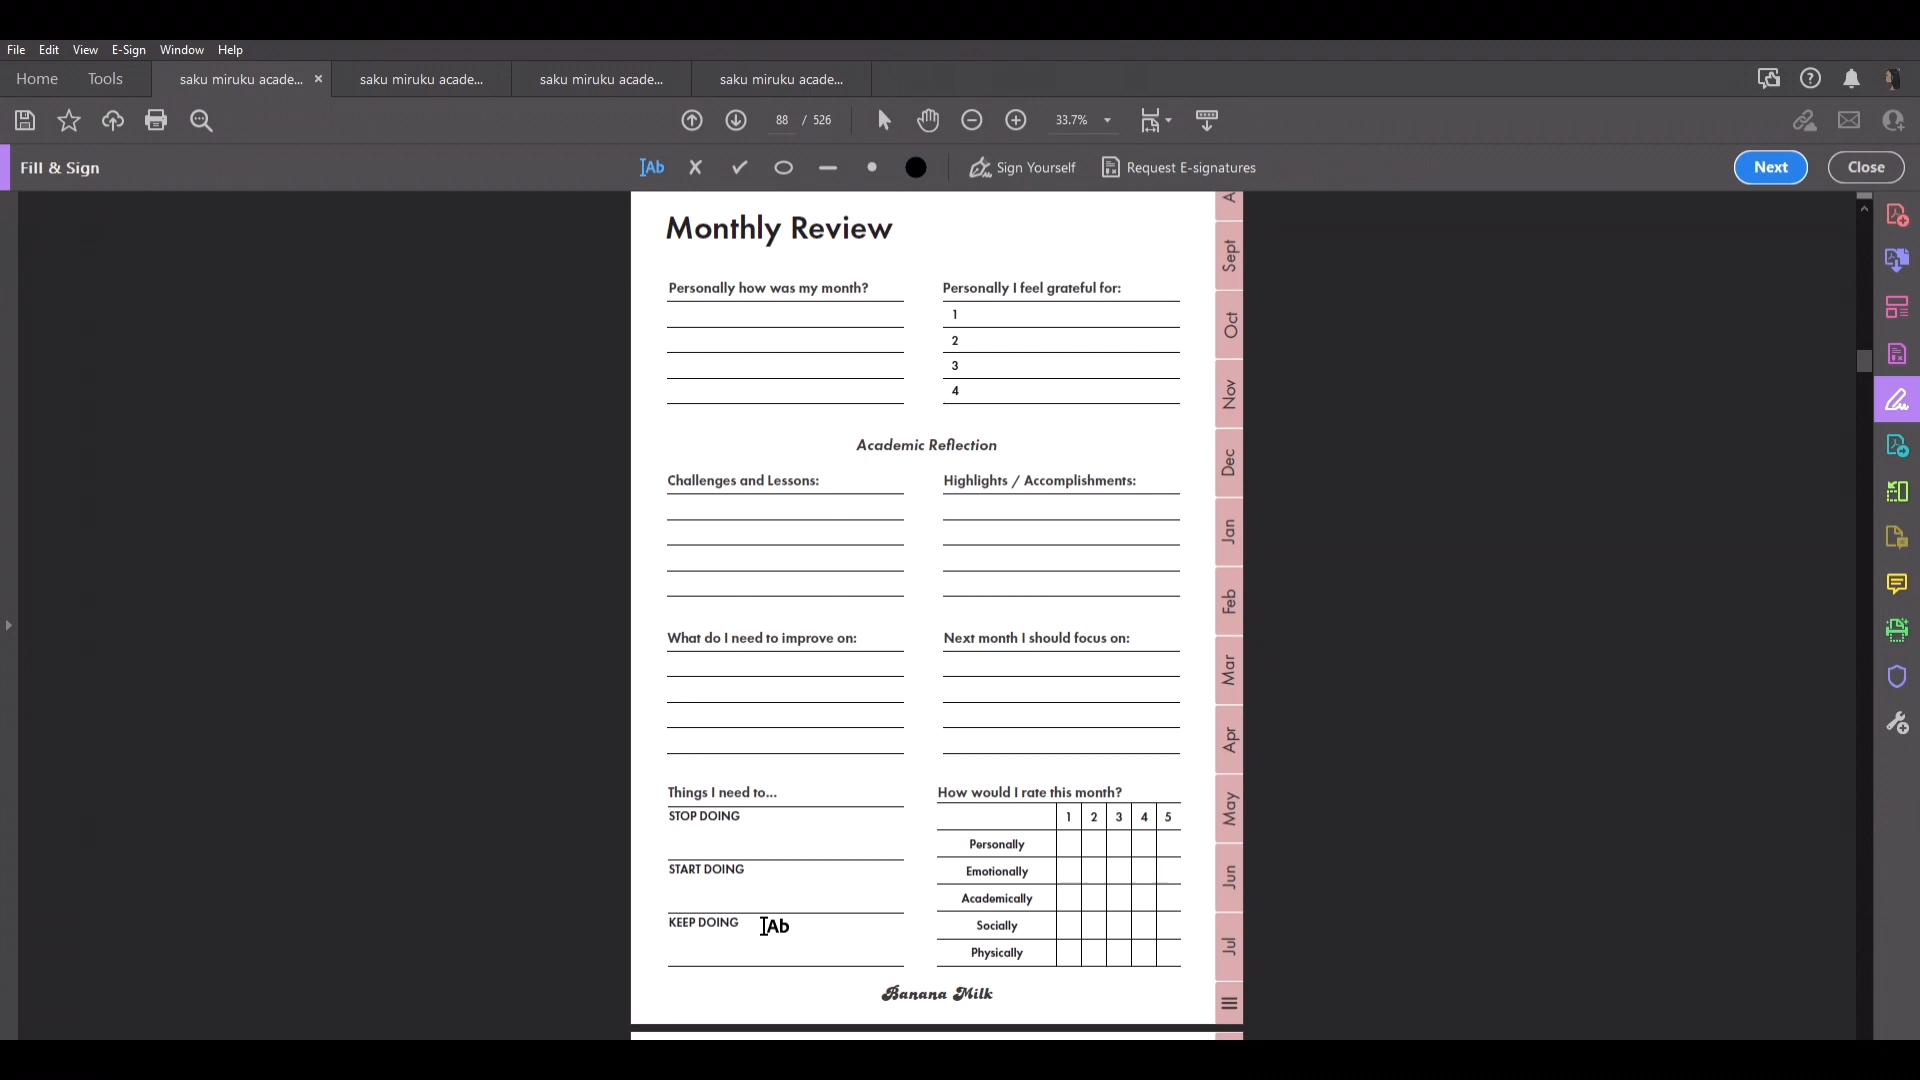 File Edit View E-Sign Window Help
Home Tools saku miruku acade... × saku miruku acade... saku miruku acade... saku miruku acade...
88 / 526 33.7%
Fill & Sign Ab Sign Yourself Request E-signatures Next Close
Monthly Review
Personally how was my month?
Personally I feel grateful for:
1
2
3
4
Academic Reflection
Challenges and Lessons:
Highlights / Accomplishments:
What do I need to improve on:
Next month I should focus on:
Things I need to...
STOP DOING
START DOING
KEEP DOING Ab
How would I rate this month?
1 2 3 4 5
Personally
Emotionally
Academically
Socially
Physically
Banana Milk
A
Sept
Oct
Nov
Dec
Jan
Feb
Mar
Apr
May
Jun
Jul